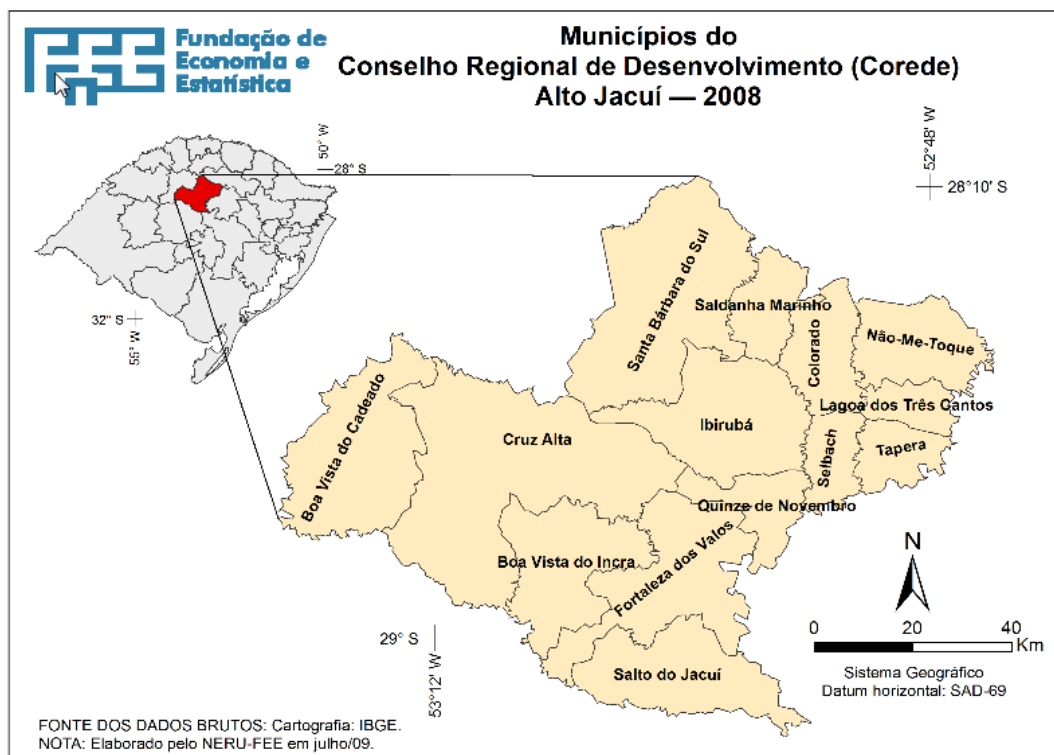 FEE
Fundação de
Economia e
Estatística
Municípios do
Conselho Regional de Desenvolvimento (Corede)
Alto Jacuí — 2008
50° W
28° S
52°48' W
28°10' S
32° S
55° W
Santa Bárbara do Sul
Saldanha Marinho
Colorado
Não-Me-Toque
Boa Vista do Cadeado
Cruz Alta
Ibirubá
Lagoa dos Três Cantos
Selbach
Tapera
Quinze de Novembro
Boa Vista do Incra
Fortaleza dos Valos
Salto do Jacuí
29° S
53°12' W
N
0 20 40
Km
Sistema Geográfico
Datum horizontal: SAD-69
FONTE DOS DADOS BRUTOS: Cartografia: IBGE.
NOTA: Elaborado pelo NERU-FEE em julho/09.